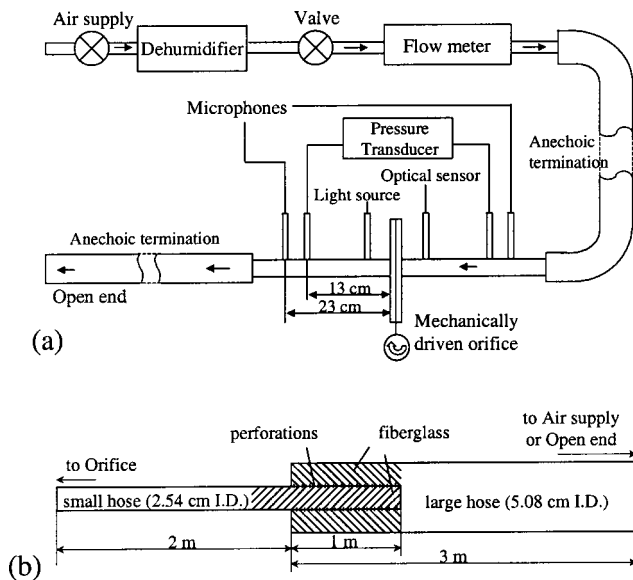 Air supply
Valve
Dehumidifier
Flow meter
Microphones
Pressure
Transducer
Anechoic
termination
Optical sensor
Light source
Anechoic termination
Open end
13 cm
23 cm
Mechanically
driven orifice
(a)
to Air supply
or Open end
perforations
fiberglass
to Orifice
small hose (2.54 cm I.D.)
large hose (5.08 cm I.D.)
2 m
1 m
3 m
(b)